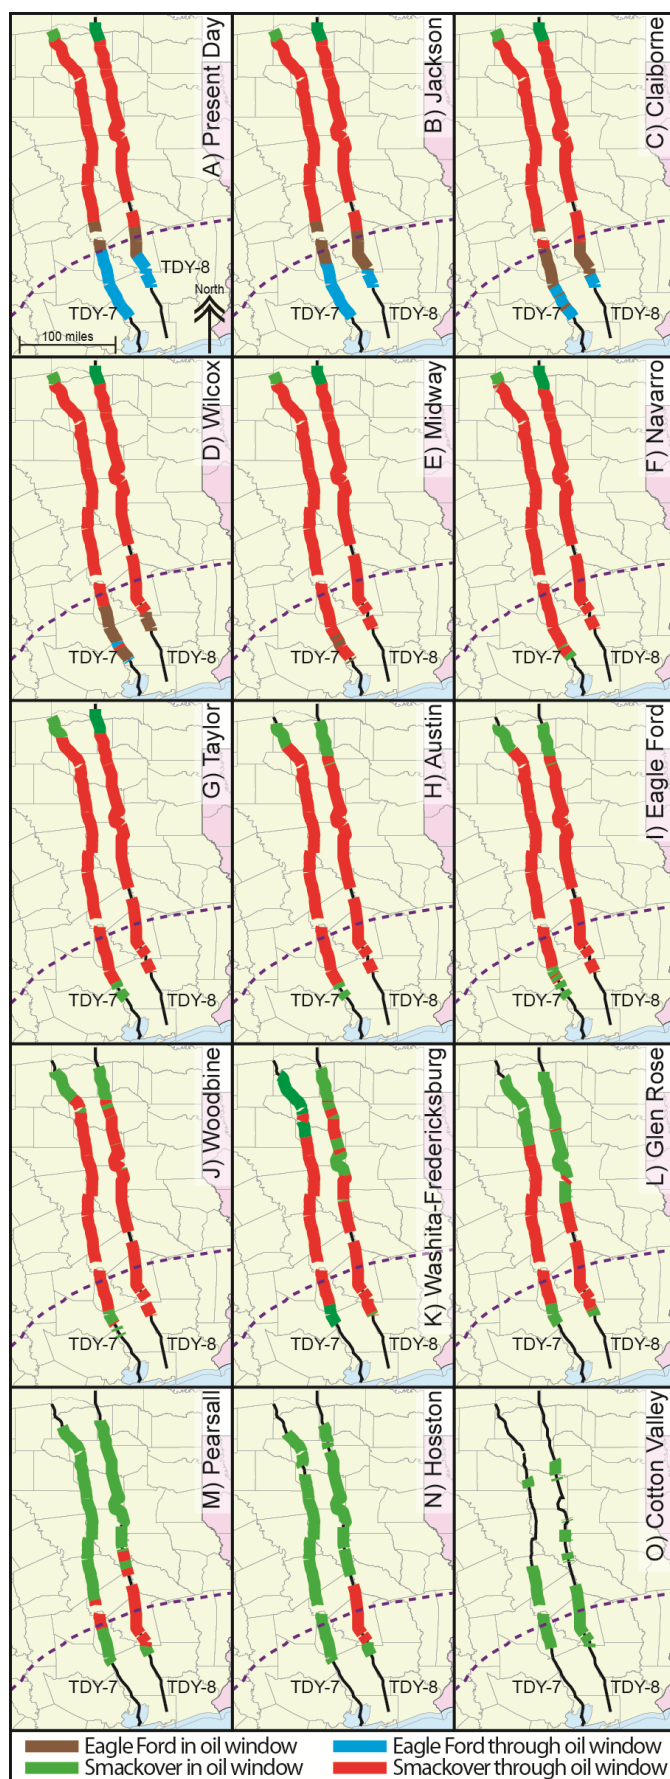 A) Present Day
TDY-8
North
TDY-7
100 miles
B) Jackson
TDY-7
TDY-8
C) Claiborne
TDY-7
TDY-8
D) Wilcox
TDY-7
TDY-8
E) Midway
TDY-7
TDY-8
F) Navarro
TDY-7
TDY-8
G) Taylor
TDY-7
TDY-8
H) Austin
TDY-7
TDY-8
I) Eagle Ford
TDY-7
TDY-8
J) Woodbine
TDY-7
TDY-8
K) Washita-Fredericksburg
TDY-7
TDY-8
L) Glen Rose
TDY-7
TDY-8
M) Pearsall
TDY-7
TDY-8
N) Hosston
TDY-7
TDY-8
O) Cotton Valley
TDY-7
TDY-8
Eagle Ford in oil window
Eagle Ford through oil window
Smackover in oil window
Smackover through oil window